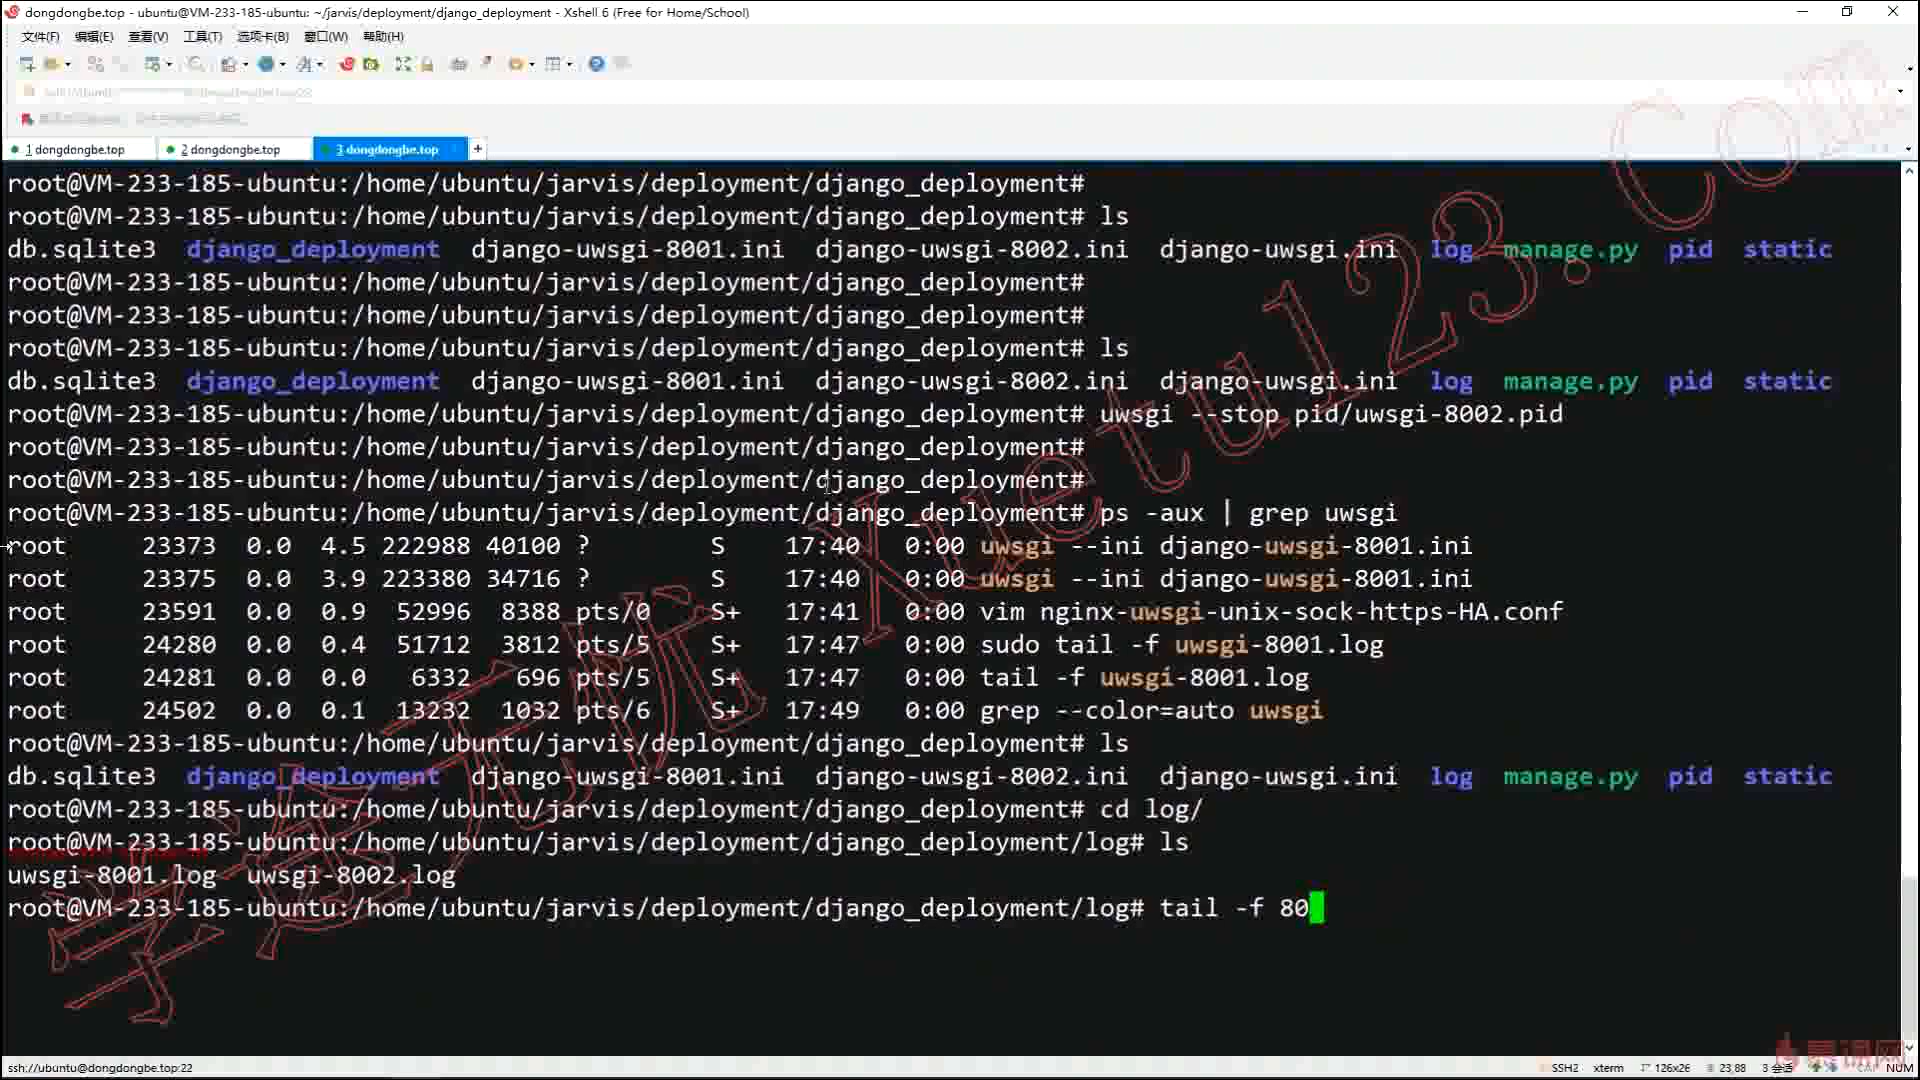 dongdongbe.top - ubuntu@VM-233-185-ubuntu: ~/jarvis/deployment/django_deployment - Xshell 6 (Free for Home/School)
文件(F) 编辑(E) 查看(V) 工具(T) 选项卡(B) 窗口(W) 帮助(H)
1 dongdongbe.top 2 dongdongbe.top 3 dongdongbe.top +
root@VM-233-185-ubuntu:/home/ubuntu/jarvis/deployment/django_deployment#
root@VM-233-185-ubuntu:/home/ubuntu/jarvis/deployment/django_deployment# ls
db.sqlite3 django_deployment django-uwsgi-8001.ini django-uwsgi-8002.ini django-uwsgi.ini log manage.py pid static
root@VM-233-185-ubuntu:/home/ubuntu/jarvis/deployment/django_deployment#
root@VM-233-185-ubuntu:/home/ubuntu/jarvis/deployment/django_deployment#
root@VM-233-185-ubuntu:/home/ubuntu/jarvis/deployment/django_deployment# ls
db.sqlite3 django_deployment django-uwsgi-8001.ini django-uwsgi-8002.ini django-uwsgi.ini log manage.py pid static
root@VM-233-185-ubuntu:/home/ubuntu/jarvis/deployment/django_deployment# uwsgi --stop pid/uwsgi-8002.pid
root@VM-233-185-ubuntu:/home/ubuntu/jarvis/deployment/django_deployment#
root@VM-233-185-ubuntu:/home/ubuntu/jarvis/deployment/django_deployment#
root@VM-233-185-ubuntu:/home/ubuntu/jarvis/deployment/django_deployment# ps -aux | grep uwsgi
root 23373 0.0 4.5 222988 40100 ? S 17:40 0:00 uwsgi --ini django-uwsgi-8001.ini
root 23375 0.0 3.9 223380 34716 ? S 17:40 0:00 uwsgi --ini django-uwsgi-8001.ini
root 23591 0.0 0.9 52996 8388 pts/0 S+ 17:41 0:00 vim nginx-uwsgi-unix-sock-https-HA.conf
root 24280 0.0 0.4 51712 3812 pts/5 S+ 17:47 0:00 sudo tail -f uwsgi-8001.log
root 24281 0.0 0.0 6332 696 pts/5 S+ 17:47 0:00 tail -f uwsgi-8001.log
root 24502 0.0 0.1 13232 1032 pts/6 S+ 17:49 0:00 grep --color=auto uwsgi
root@VM-233-185-ubuntu:/home/ubuntu/jarvis/deployment/django_deployment# ls
db.sqlite3 django_deployment django-uwsgi-8001.ini django-uwsgi-8002.ini django-uwsgi.ini log manage.py pid static
root@VM-233-185-ubuntu:/home/ubuntu/jarvis/deployment/django_deployment# cd log/
root@VM-233-185-ubuntu:/home/ubuntu/jarvis/deployment/django_deployment/log# ls
uwsgi-8001.log uwsgi-8002.log
root@VM-233-185-ubuntu:/home/ubuntu/jarvis/deployment/django_deployment/log# tail -f 80
学途无忧 Xuetu123.Com
ssh://ubuntu@dongdongbe.top:22 SSH2 xterm 126x26 23,88 3 会话 CAP NUM